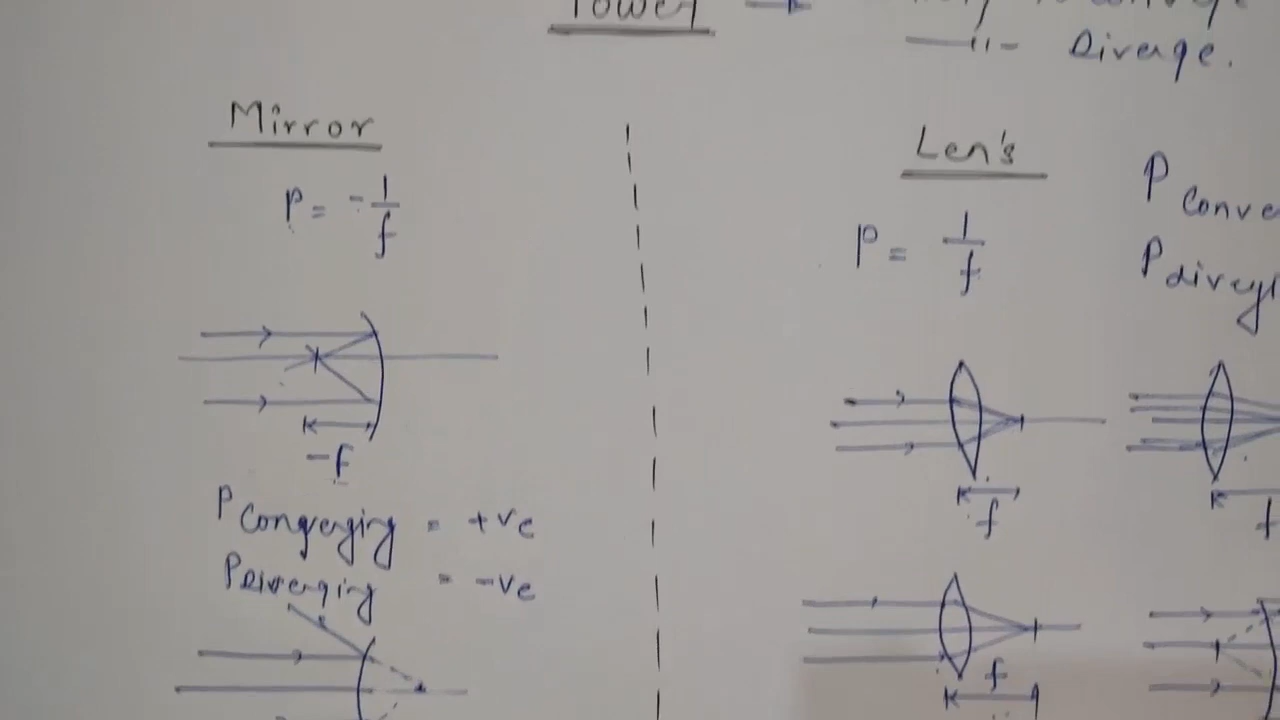 Power →
—"— Diverge.
Mirror
P = - 1/f
-f
P Converging = +ve
P Diverging = -ve
Len's
P = 1/f
P Conve
P diverg
f
f
f